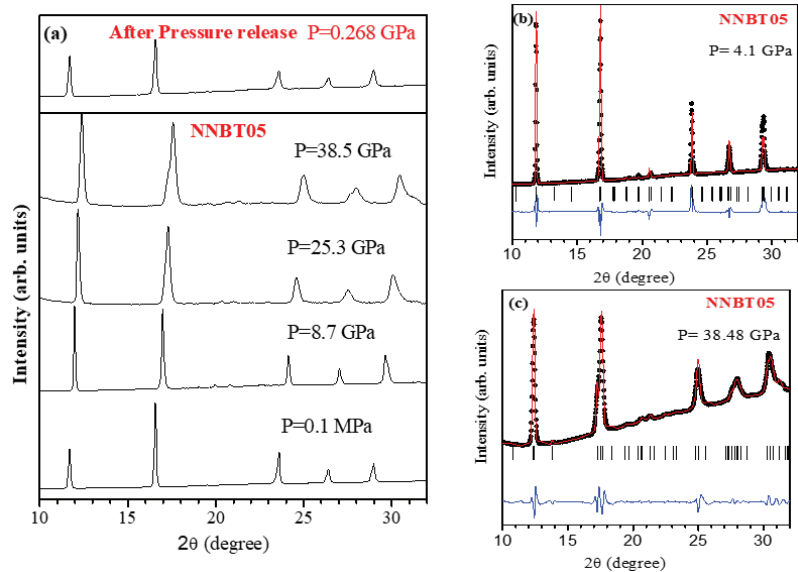 (a)
After Pressure release P=0.268 GPa
NNBT05
P=38.5 GPa
25.3 GPa
P=8.7 GPa
P=0.1 MPa
Intensity (arb. units)
10 15 20 25 30
2θ (degree)
(b)
NNBT05
P= 4.1 GPa
Intensity (arb. units)
10 15 20 25 30
2θ (degree)
(c)
NNBT05
P= 38.48 GPa
Intensity (arb. units)
10 15 20 25 30
2θ (degree)